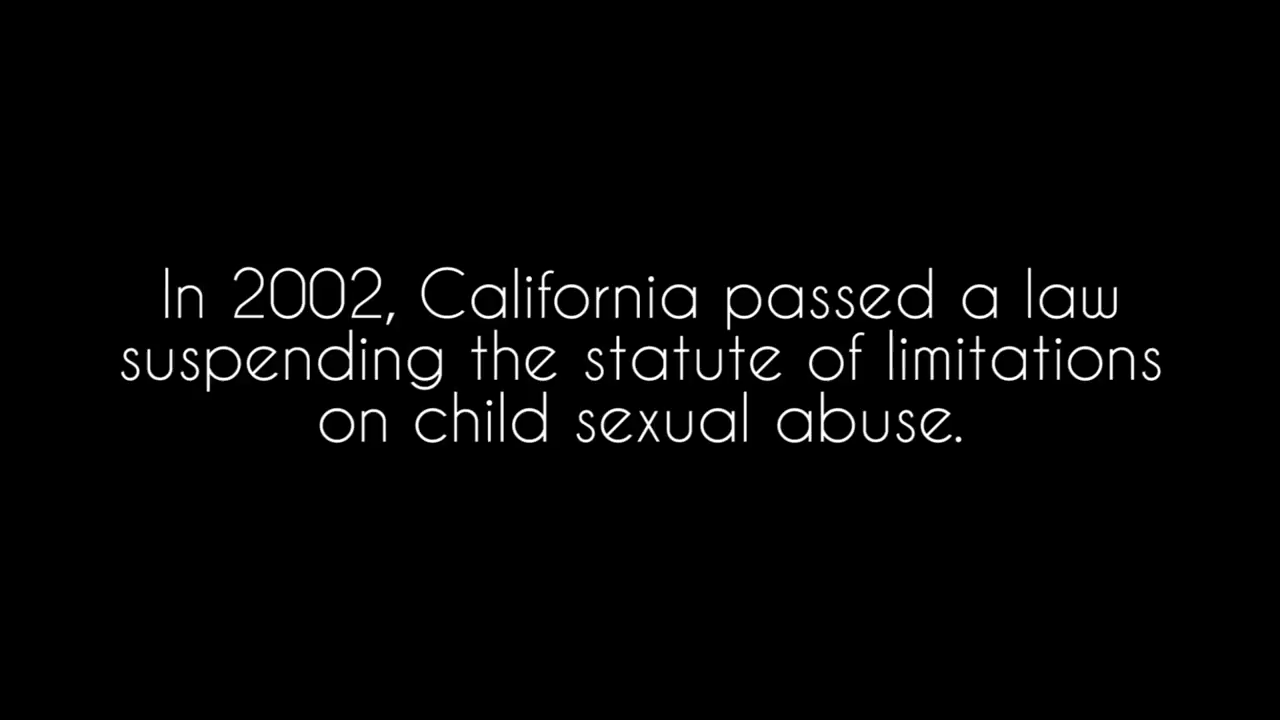 In 2002, California passed a law
suspending the statute of limitations
on child sexual abuse.